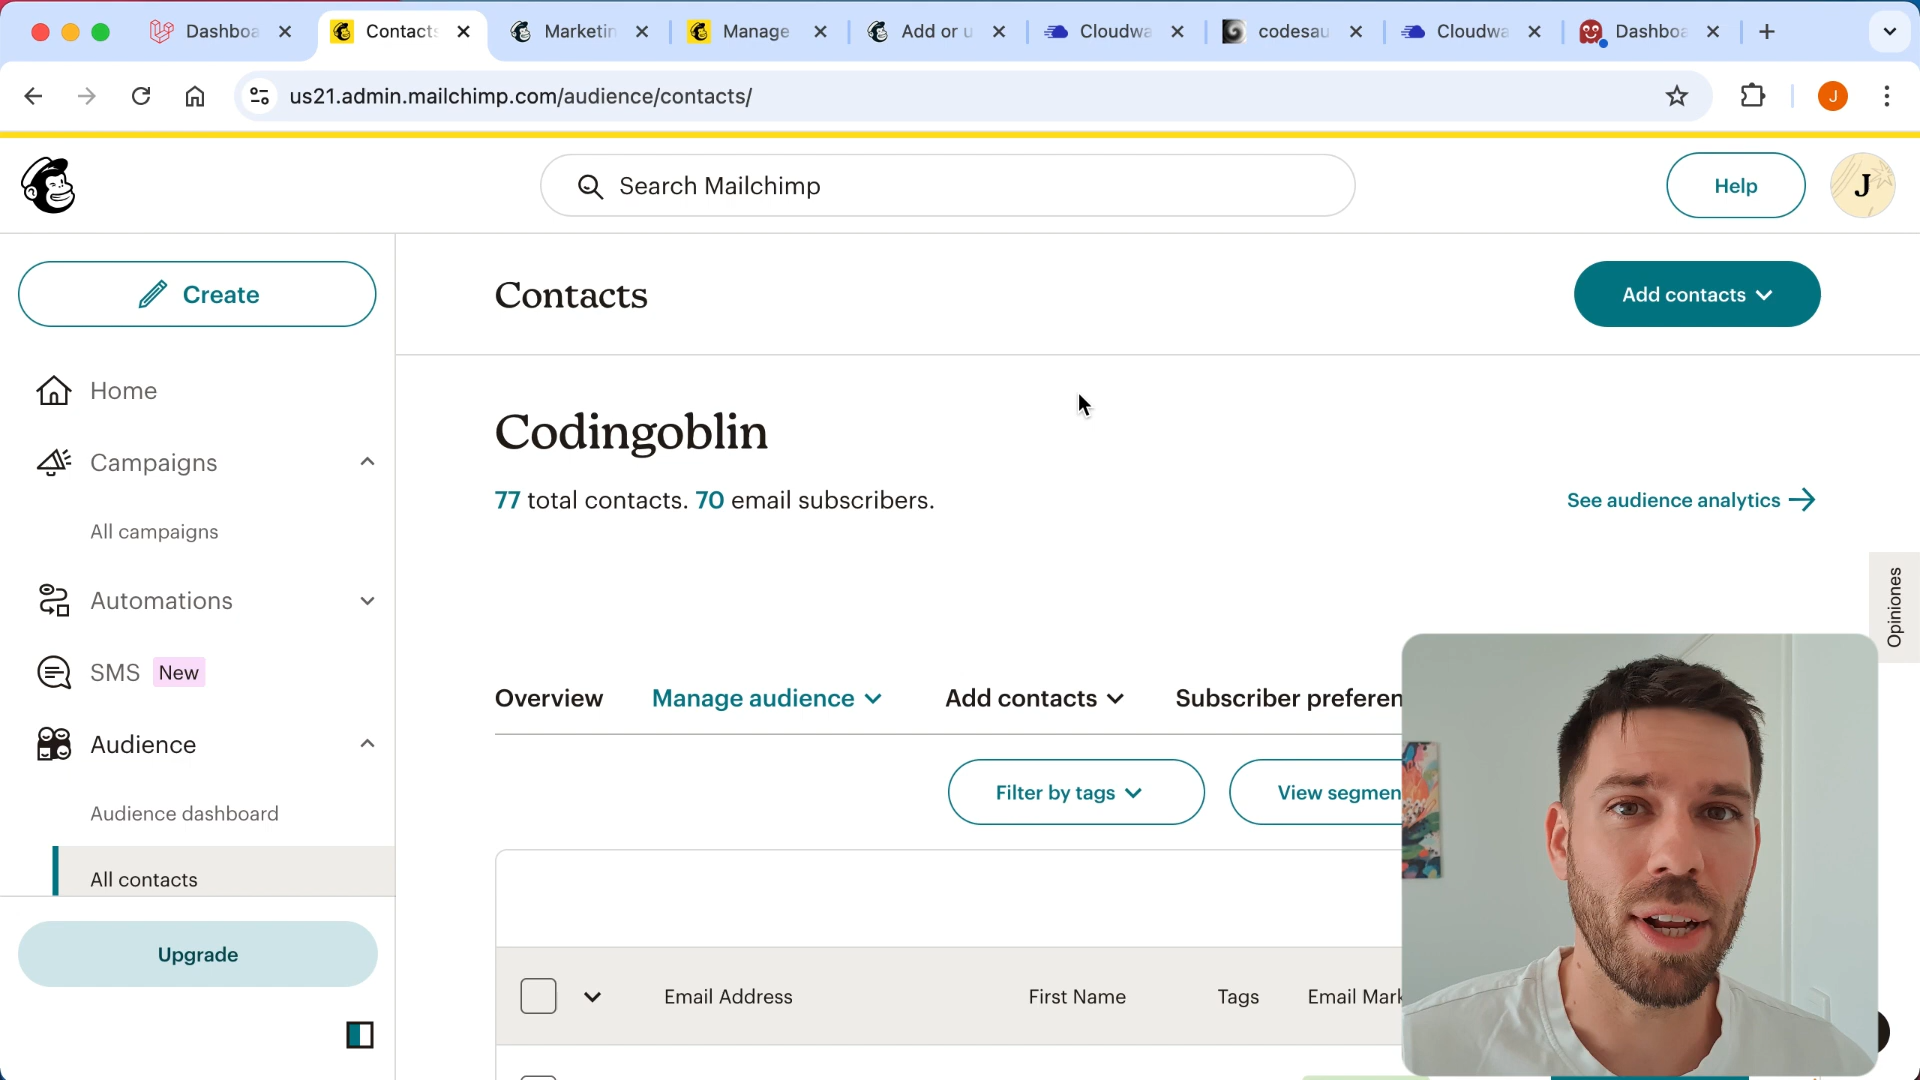 Dashboa
Contacts
Marketin
Manage
Add or u
Cloudwa
codesau
Cloudwa
Dashboa
us21.admin.mailchimp.com/audience/contacts/
J
Search Mailchimp
Help
J
Create
Contacts
Add contacts
Home
Codingoblin
Campaigns
77 total contacts. 70 email subscribers.
See audience analytics
All campaigns
Opiniones
Automations
SMS New
Overview Manage audience Add contacts Subscriber preferen
Audience
Filter by tags View segmen
Audience dashboard
All contacts
Upgrade
Email Address First Name Tags Email Mark